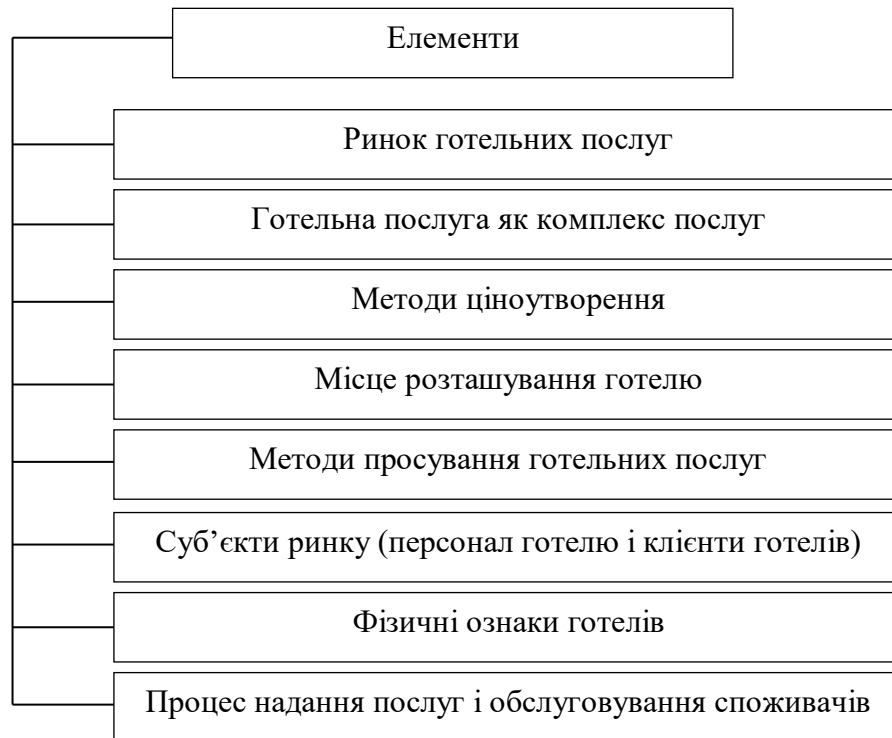 Елементи
Ринок готельних послуг
Готельна послуга як комплекс послуг
Методи ціноутворення
Місце розташування готелю
Методи просування готельних послуг
Суб’єкти ринку (персонал готелю і клієнти готелів)
Фізичні ознаки готелів
Процес надання послуг і обслуговування споживачів